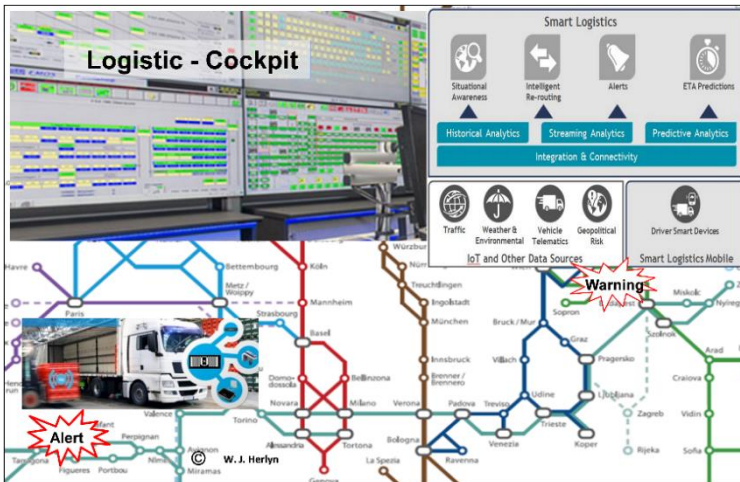 Logistic - Cockpit
Smart Logistics
Situational
Awareness
Intelligent
Re-routing
Alerts
ETA Predictions
Historical Analytics
Streaming Analytics
Predictive Analytics
Integration & Connectivity
Traffic
Weather &
Environmental
Vehicle
Telematics
Geopolitical
Risk
IoT and Other Data Sources
Driver Smart Devices
Smart Logistics Mobile
Warning
Würzburg
Havre
Bettembourg
Köln
Treuchtlingen
Metz /
Woippy
Paris
Mannheim
Ingolstadt
Miskolc
Sopron
Strasbourg
München
Bruck / Mur
Szolnok
Basel
Graz
Arad
Innsbruck
Villach
Pragersko
Domo-
dossola
Bellinzona
Brenner /
Brennero
Craiova
Udine
Ljubljana
Valence
Novara
Milano
Verona
Padova
Treviso
Zagreb
Vidin
Torino
Trieste
Alert
Perpignan
Alessandria
Tortona
Bologna
Venezia
Koper
Rijeka
Sofia
Avignon
Tarragona
Figueres
Portbou
Nîme
Miramas
© W. J. Herlyn
La Spezia
Ravenna
Genova